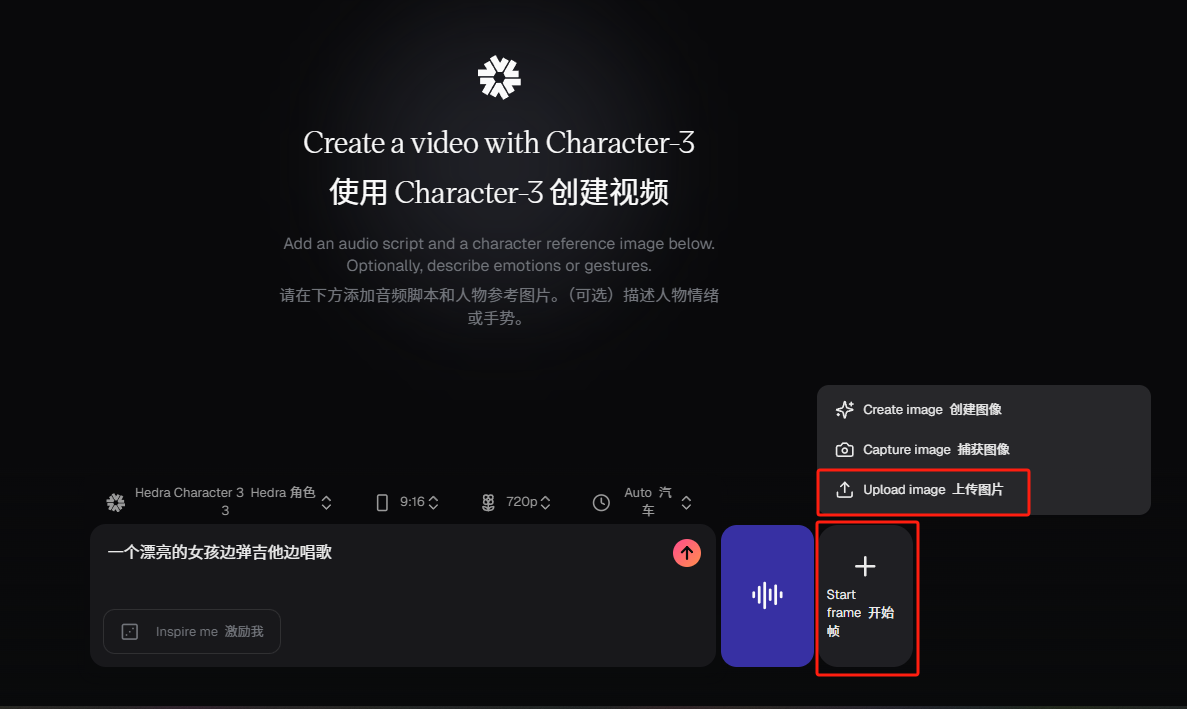 Create a video with Character-3
使用 Character-3 创建视频
Add an audio script and a character reference image below.
Optionally, describe emotions or gestures.
请在下方添加音频脚本和人物参考图片。（可选）描述人物情绪
或手势。
Create image 创建图像
Capture image 捕获图像
Upload image 上传图片
Hedra Character 3 Hedra 角色
3
9:16
720p
Auto 汽
车
一个漂亮的女孩边弹吉他边唱歌
Start
frame 开始
帧
Inspire me 激励我